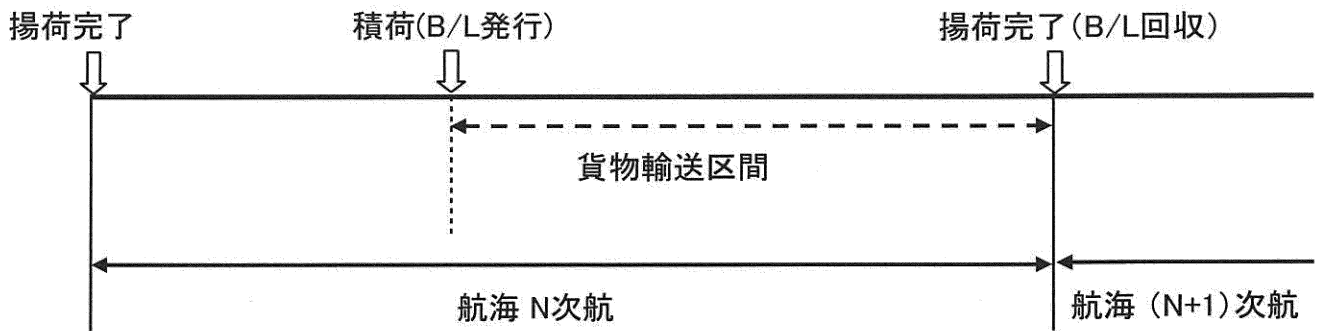 揚荷完了
積荷(B/L発行)
揚荷完了(B/L回収)
貨物輸送区間
航海 N次航
航海 (N+1)次航